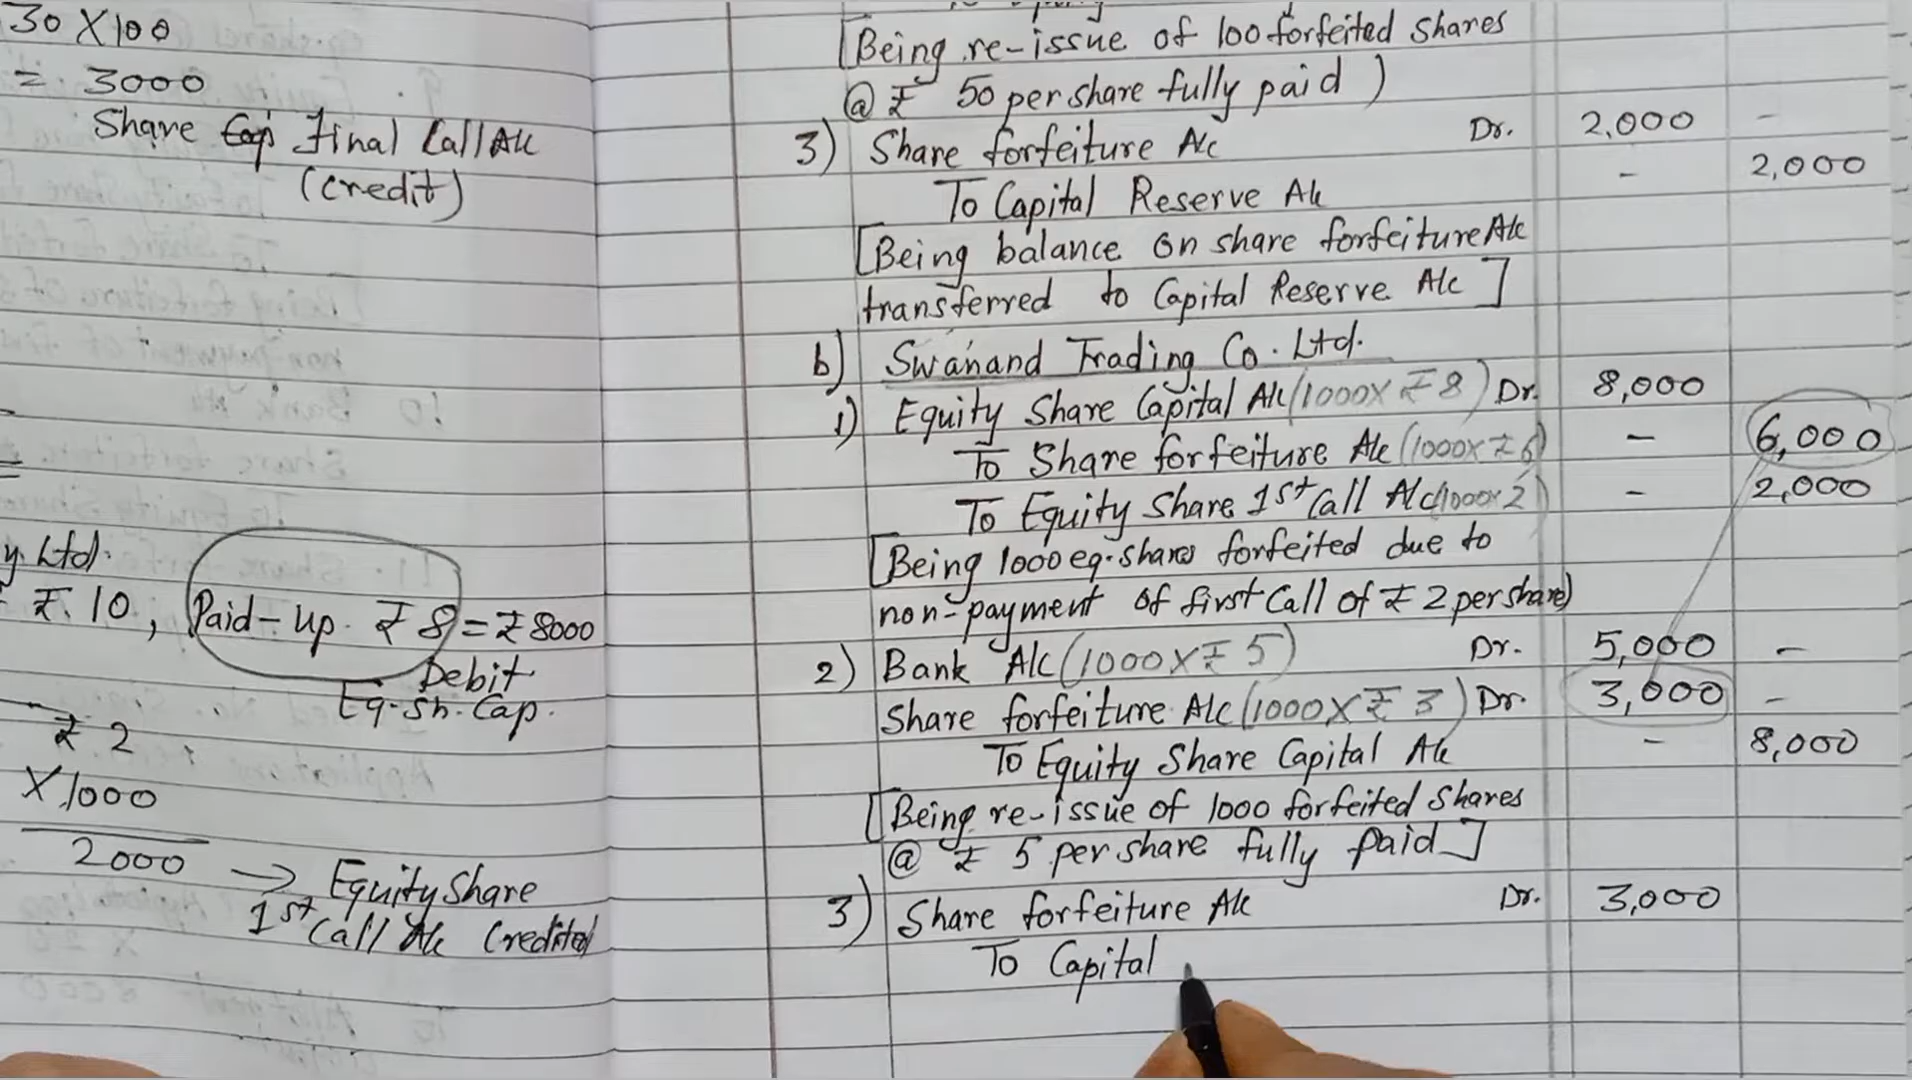 30 X 100
= 3000
Share Cap Final Call A/c
(credit)
y. Ltd.
₹. 10, Paid-up. ₹ 8 = ₹ 8000
Debit
Eq. Sh. Cap.
₹ 2
X 1000
2000 → Equity Share
1st Call A/c Credited
[Being re-issue of 100 forfeited shares
@ ₹ 50 per share fully paid )
3) Share forfeiture A/c Dr. 2,000 -
To Capital Reserve A/c - 2,000
[Being balance on share forfeiture A/c
transferred to Capital Reserve A/c ]
b) Swanand Trading Co. Ltd.
1) Equity Share Capital A/c (1000X ₹ 8) Dr. 8,000
To Share forfeiture A/c (1000X ₹ 6) - 6,000
To Equity Share 1st Call A/c (1000x 2) - 2,000
[Being 1000 eq. shares forfeited due to
non-payment of first Call of ₹ 2 per share)
2) Bank A/c (1000X ₹ 5) Dr. 5,000 -
Share forfeiture A/c (1000X ₹ 3) Dr. 3,000 -
To Equity Share Capital A/c - 8,000
[Being re-issue of 1000 forfeited Shares
@ ₹ 5 per share fully paid ]
3) Share forfeiture A/c Dr. 3,000
To Capital